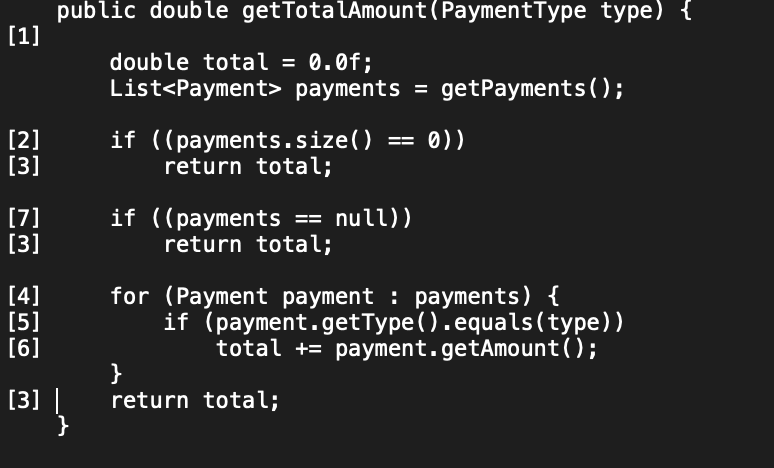 public double getTotalAmount(PaymentType type) {
[1]
        double total = 0.0f;
        List<Payment> payments = getPayments();
[2]     if ((payments.size() == 0))
[3]         return total;
[7]     if ((payments == null))
[3]         return total;
[4]     for (Payment payment : payments) {
[5]         if (payment.getType().equals(type))
[6]             total += payment.getAmount();
        }
[3]     return total;
    }